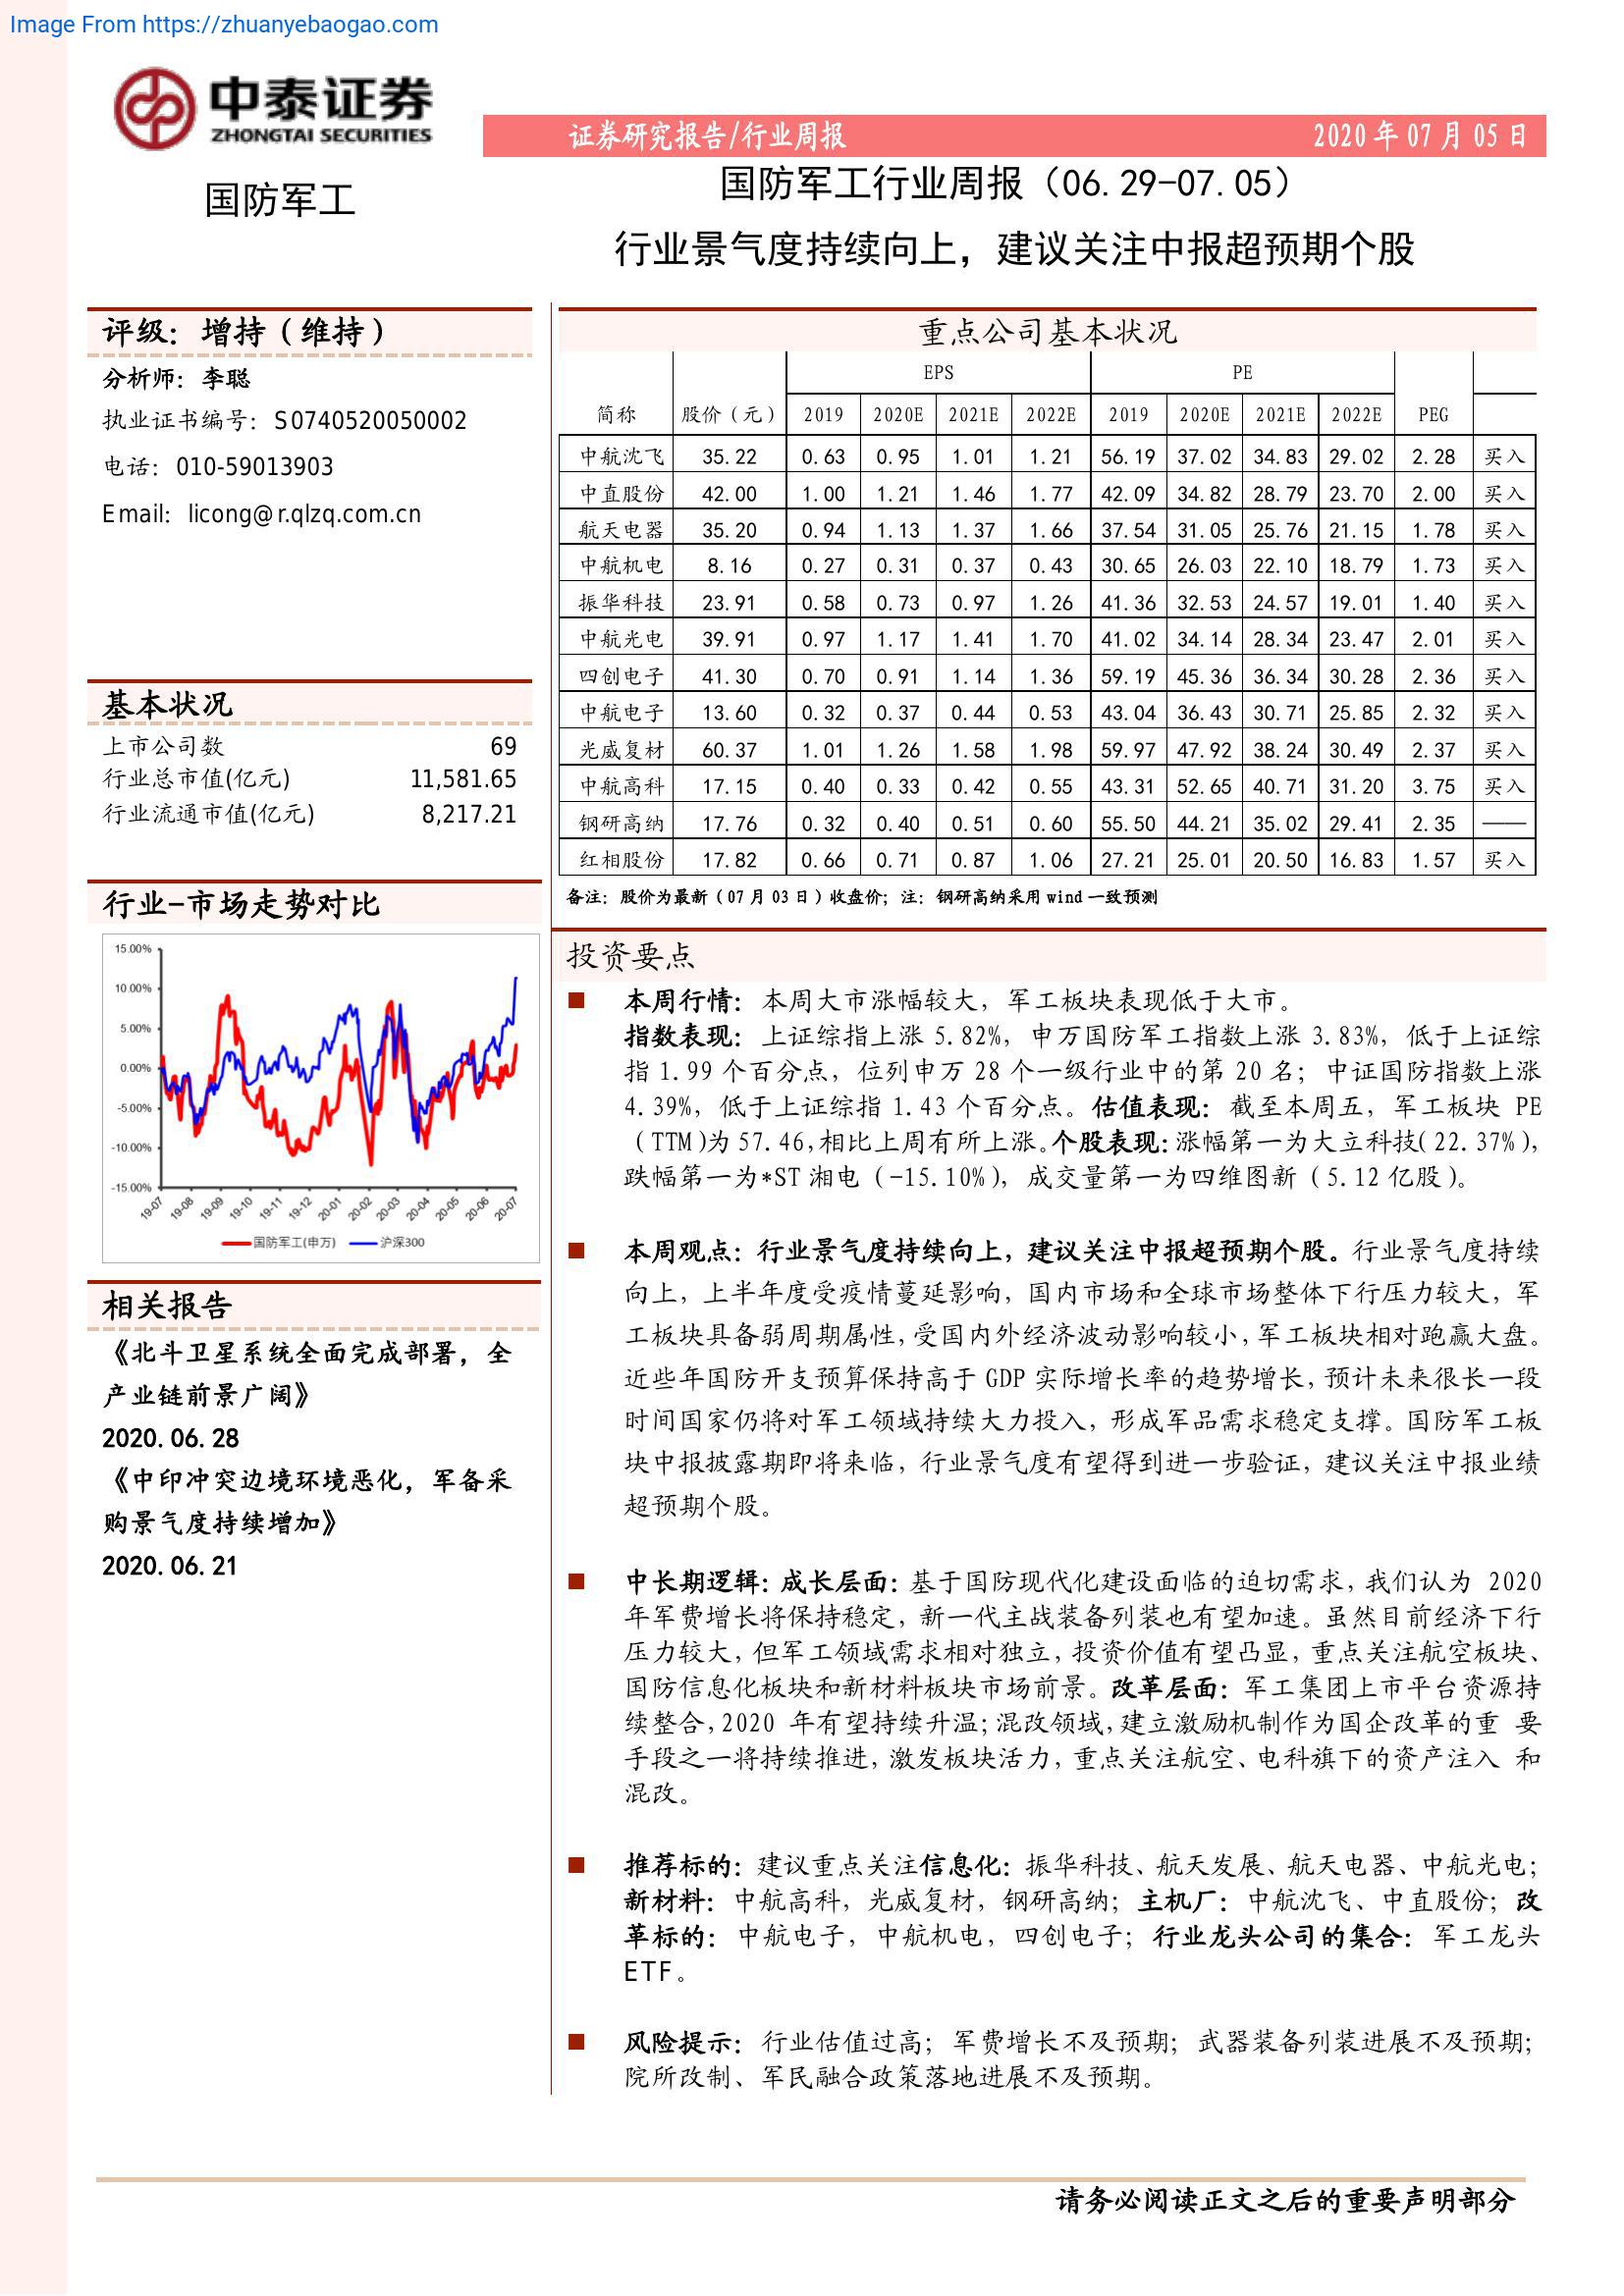 Image From https://zhuanyebaogao.com
中泰证券
ZHONGTAI SECURITIES
证券研究报告/行业周报 2020 年 07 月 05 日
国防军工
国防军工行业周报（06.29-07.05）
行业景气度持续向上，建议关注中报超预期个股
评级：增持（维持）
分析师：李聪
执业证书编号：S0740520050002
电话：010-59013903
Email：licong@r.qlzq.com.cn
基本状况
上市公司数 69
行业总市值(亿元) 11,581.65
行业流通市值(亿元) 8,217.21
行业-市场走势对比
15.00%
10.00%
5.00%
0.00%
-5.00%
-10.00%
-15.00%
19-07 19-08 19-09 19-10 19-11 19-12 20-01 20-02 20-03 20-04 20-05 20-06 20-07
国防军工(申万) 沪深300
相关报告
《北斗卫星系统全面完成部署，全
产业链前景广阔》
2020.06.28
《中印冲突边境环境恶化，军备采
购景气度持续增加》
2020.06.21
重点公司基本状况
EPS PE
简称 股价（元） 2019 2020E 2021E 2022E 2019 2020E 2021E 2022E PEG
中航沈飞 35.22 0.63 0.95 1.01 1.21 56.19 37.02 34.83 29.02 2.28 买入
中直股份 42.00 1.00 1.21 1.46 1.77 42.09 34.82 28.79 23.70 2.00 买入
航天电器 35.20 0.94 1.13 1.37 1.66 37.54 31.05 25.76 21.15 1.78 买入
中航机电 8.16 0.27 0.31 0.37 0.43 30.65 26.03 22.10 18.79 1.73 买入
振华科技 23.91 0.58 0.73 0.97 1.26 41.36 32.53 24.57 19.01 1.40 买入
中航光电 39.91 0.97 1.17 1.41 1.70 41.02 34.14 28.34 23.47 2.01 买入
四创电子 41.30 0.70 0.91 1.14 1.36 59.19 45.36 36.34 30.28 2.36 买入
中航电子 13.60 0.32 0.37 0.44 0.53 43.04 36.43 30.71 25.85 2.32 买入
光威复材 60.37 1.01 1.26 1.58 1.98 59.97 47.92 38.24 30.49 2.37 买入
中航高科 17.15 0.40 0.33 0.42 0.55 43.31 52.65 40.71 31.20 3.75 买入
钢研高纳 17.76 0.32 0.40 0.51 0.60 55.50 44.21 35.02 29.41 2.35 ——
红相股份 17.82 0.66 0.71 0.87 1.06 27.21 25.01 20.50 16.83 1.57 买入
备注：股价为最新（07 月 03 日）收盘价；注：钢研高纳采用 wind 一致预测
投资要点
本周行情：本周大市涨幅较大，军工板块表现低于大市。
指数表现：上证综指上涨 5.82%，申万国防军工指数上涨 3.83%，低于上证综
指 1.99 个百分点，位列申万 28 个一级行业中的第 20 名；中证国防指数上涨
4.39%，低于上证综指 1.43 个百分点。估值表现：截至本周五，军工板块 PE
（TTM)为 57.46,相比上周有所上涨。个股表现:涨幅第一为大立科技(22.37%),
跌幅第一为*ST 湘电（-15.10%)，成交量第一为四维图新（5.12 亿股)。
本周观点：行业景气度持续向上，建议关注中报超预期个股。行业景气度持续
向上，上半年度受疫情蔓延影响，国内市场和全球市场整体下行压力较大，军
工板块具备弱周期属性，受国内外经济波动影响较小，军工板块相对跑赢大盘。
近些年国防开支预算保持高于 GDP 实际增长率的趋势增长，预计未来很长一段
时间国家仍将对军工领域持续大力投入，形成军品需求稳定支撑。国防军工板
块中报披露期即将来临，行业景气度有望得到进一步验证，建议关注中报业绩
超预期个股。
中长期逻辑：成长层面：基于国防现代化建设面临的迫切需求，我们认为 2020
年军费增长将保持稳定，新一代主战装备列装也有望加速。虽然目前经济下行
压力较大，但军工领域需求相对独立，投资价值有望凸显，重点关注航空板块、
国防信息化板块和新材料板块市场前景。改革层面：军工集团上市平台资源持
续整合，2020 年有望持续升温；混改领域，建立激励机制作为国企改革的重 要
手段之一将持续推进，激发板块活力，重点关注航空、电科旗下的资产注入 和
混改。
推荐标的：建议重点关注信息化：振华科技、航天发展、航天电器、中航光电；
新材料：中航高科，光威复材，钢研高纳；主机厂：中航沈飞、中直股份；改
革标的：中航电子，中航机电，四创电子；行业龙头公司的集合：军工龙头
ETF。
风险提示：行业估值过高；军费增长不及预期；武器装备列装进展不及预期；
院所改制、军民融合政策落地进展不及预期。
请务必阅读正文之后的重要声明部分